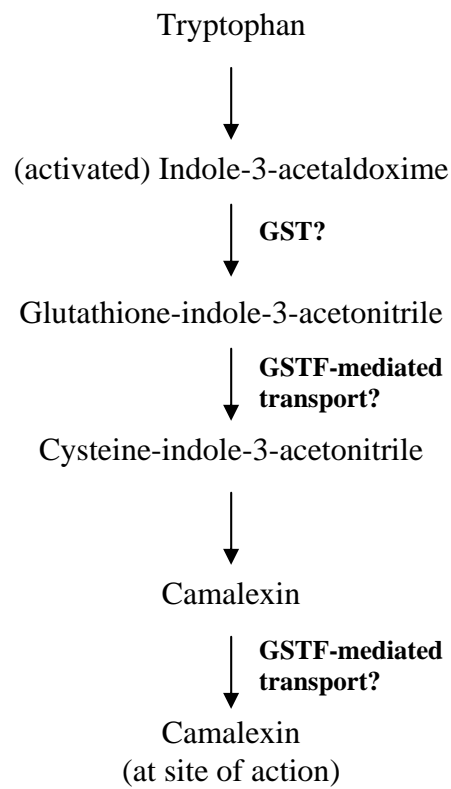 Tryptophan
(activated) Indole-3-acetaldoxime
GST?
Glutathione-indole-3-acetonitrile
GSTF-mediated
transport?
Cysteine-indole-3-acetonitrile
Camalexin
GSTF-mediated
transport?
Camalexin
(at site of action)